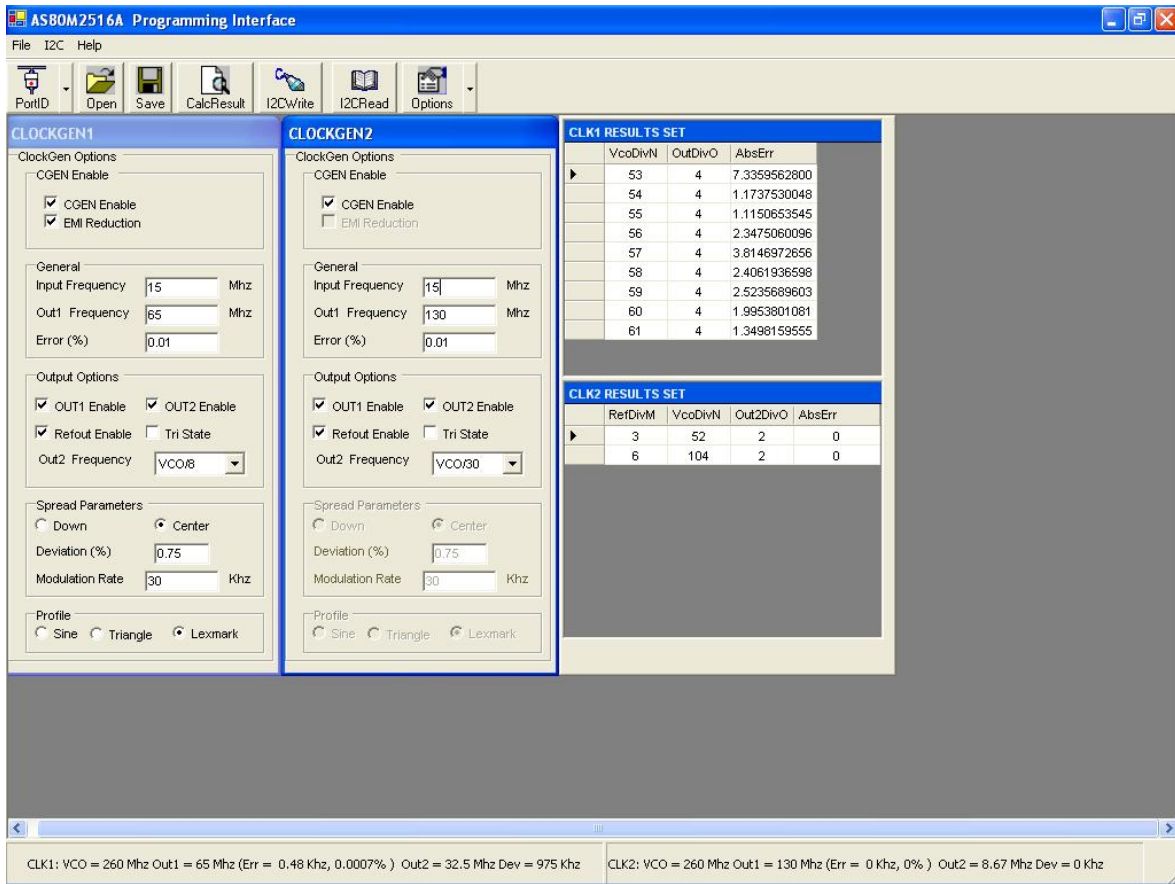 AS80M2516A Programming Interface
File I2C Help
PortID Open Save CalcResult I2CWrite I2CRead Options
CLOCKGEN1
ClockGen Options
CGEN Enable
CGEN Enable
EMI Reduction
General
Input Frequency 15 Mhz
Out1 Frequency 65 Mhz
Error (%) 0.01
Output Options
OUT1 Enable OUT2 Enable
Refout Enable Tri State
Out2 Frequency VCO/8
Spread Parameters
Down Center
Deviation (%) 0.75
Modulation Rate 30 Khz
Profile
Sine Triangle Lexmark
CLOCKGEN2
ClockGen Options
CGEN Enable
CGEN Enable
EMI Reduction
General
Input Frequency 15 Mhz
Out1 Frequency 130 Mhz
Error (%) 0.01
Output Options
OUT1 Enable OUT2 Enable
Refout Enable Tri State
Out2 Frequency VCO/30
Spread Parameters
Down Center
Deviation (%) 0.75
Modulation Rate 30 Khz
Profile
Sine Triangle Lexmark
CLK1 RESULTS SET
VcoDivN OutDivO AbsErr
53 4 7.3359562800
54 4 1.1737530048
55 4 1.1150653545
56 4 2.3475060096
57 4 3.8146972656
58 4 2.4061936598
59 4 2.5235689603
60 4 1.9953801081
61 4 1.3498159555
CLK2 RESULTS SET
RefDivM VcoDivN Out2DivO AbsErr
3 52 2 0
6 104 2 0
CLK1: VCO = 260 Mhz Out1 = 65 Mhz (Err = 0.48 Khz, 0.0007% ) Out2 = 32.5 Mhz Dev = 975 Khz
CLK2: VCO = 260 Mhz Out1 = 130 Mhz (Err = 0 Khz, 0% ) Out2 = 8.67 Mhz Dev = 0 Khz